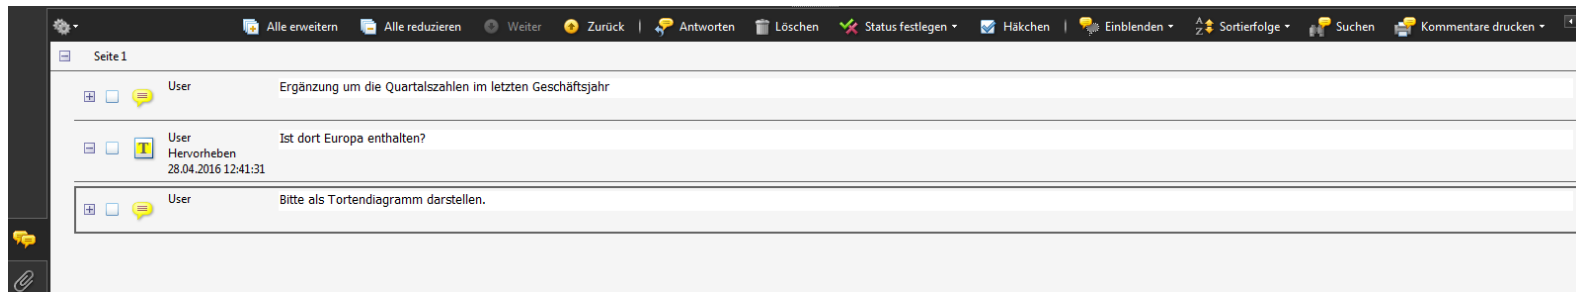 Alle erweitern Alle reduzieren Weiter Zurück Antworten Löschen Status festlegen Häkchen Einblenden Sortierfolge Suchen Kommentare drucken
Seite 1
User Ergänzung um die Quartalszahlen im letzten Geschäftsjahr
User Ist dort Europa enthalten?
Hervorheben
28.04.2016 12:41:31
User Bitte als Tortendiagramm darstellen.